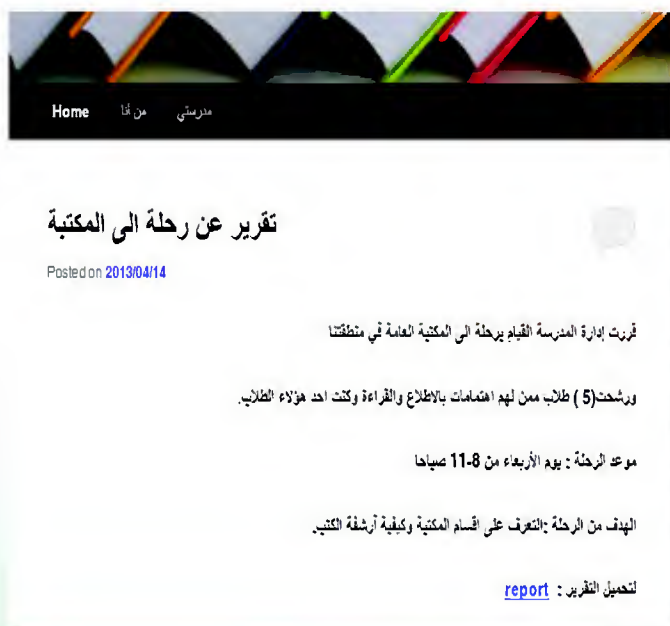 Home من أنا مدرستي
تقرير عن رحلة الى المكتبة
Posted on 2013/04/14
قررت إدارة المدرسة القيام برحلة الى المكتبة العامة في منطقتنا
ورشحت(5 ) طلاب ممن لهم اهتمامات بالاطلاع والقراءة وكنت احد هؤلاء الطلاب.
موعد الرحلة : يوم الأربعاء من 8-11 صباحا
الهدف من الرحلة :التعرف على اقسام المكتبة وكيفية أرشفة الكتب.
لتحميل التقرير : report